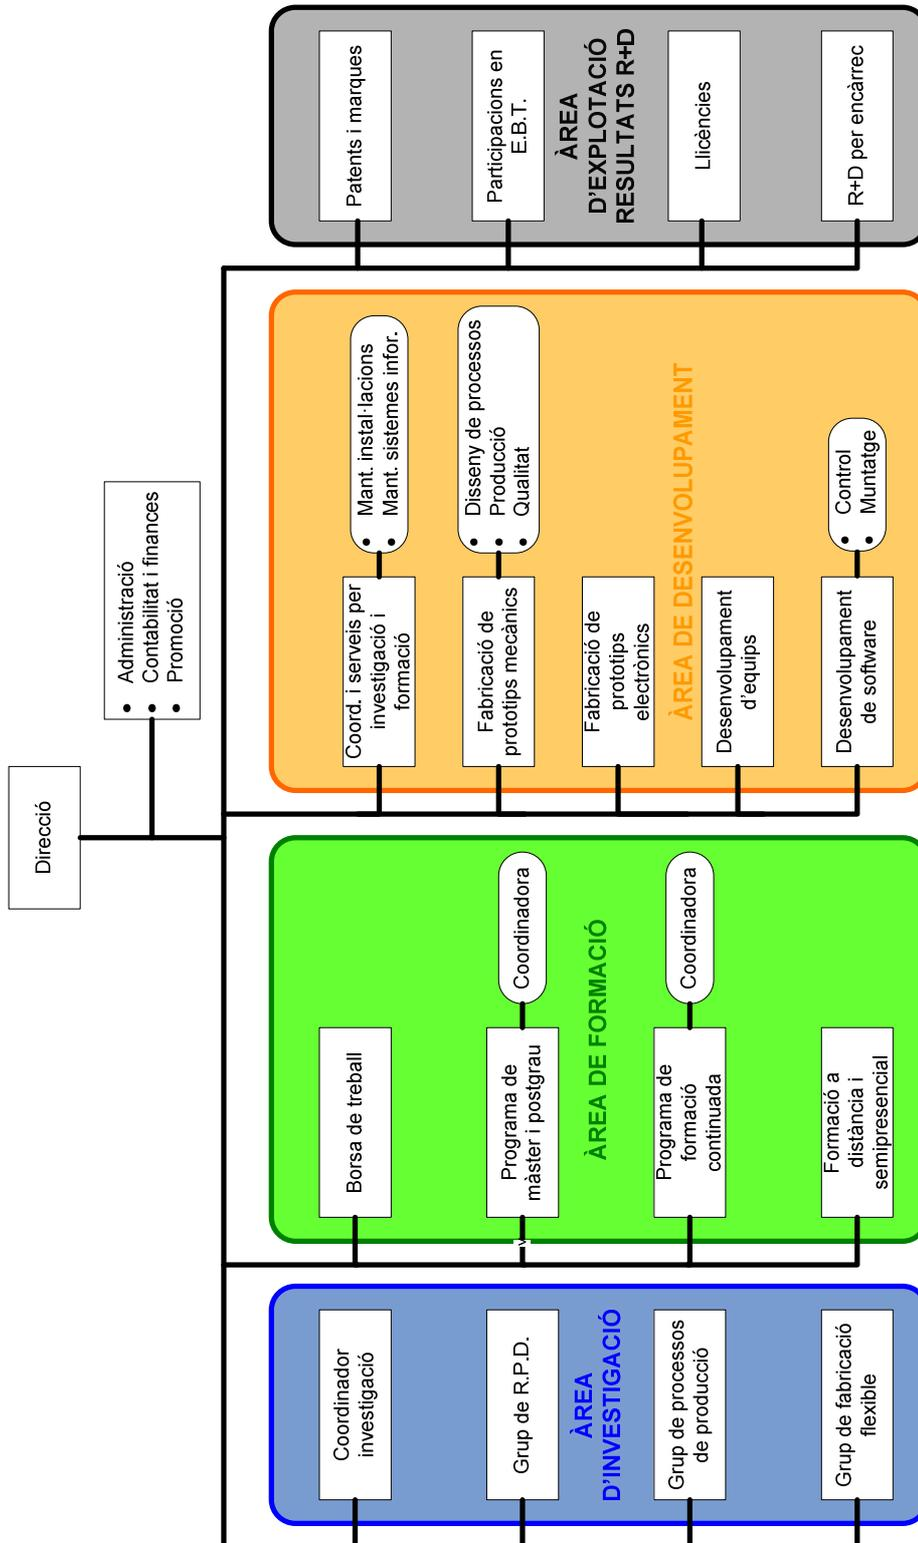 Direcció
Administració
Contabilitat i finances
Promoció
Coordinador
investigació
Grup de R.P.D.
ÀREA
D'INVESTIGACIÓ
Grup de processos
de producció
Grup de fabricació
flexible
Borsa de treball
Programa de
màster i postgrau
Coordinadora
ÀREA DE FORMACIÓ
Programa de
formació
continuada
Coordinadora
Formació a
distància i
semipresencial
Coord. i serveis per
investigació i
formació
Mant. instal·lacions
Mant. sistemes infor.
Fabricació de
prototips mecànics
Disseny de processos
Producció
Qualitat
Fabricació de
prototips
electrònics
ÀREA DE DESENVOLUPAMENT
Desenvolupament
d'equips
Desenvolupament
de software
Control
Muntatge
Patents i marques
Participacions en
E.B.T.
ÀREA
D'EXPLOTACIÓ
RESULTATS R+D
Llicències
R+D per encàrrec